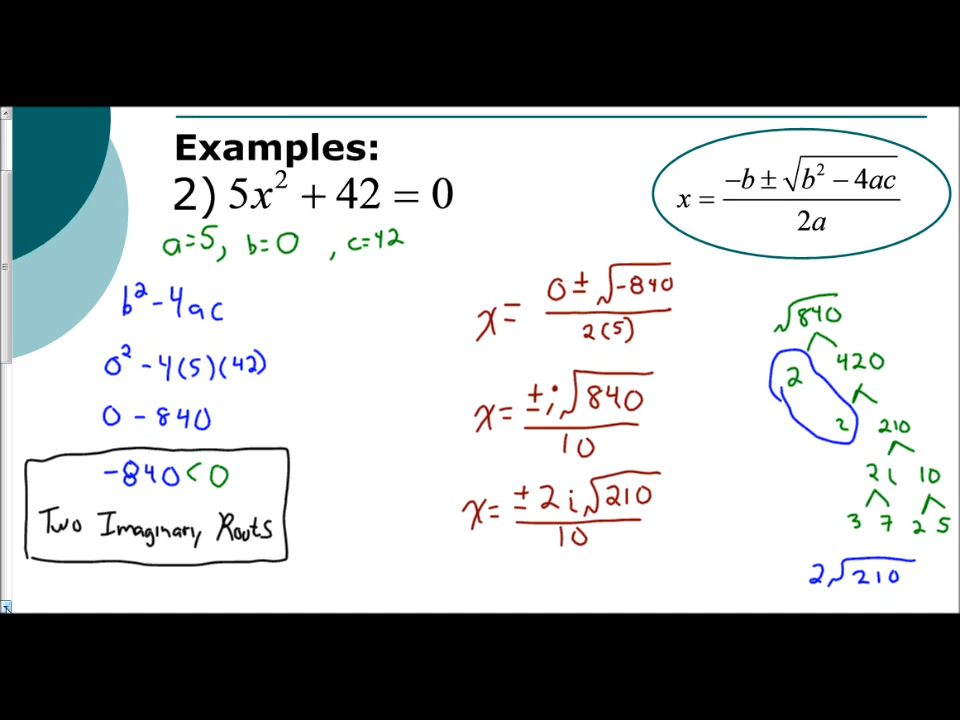 Examples:
2) 5x² + 42 = 0
x = (-b ± √(b² - 4ac)) / 2a
a=5, b=0 , c=42
b² - 4ac
0² - 4(5)(42)
0 - 840
-840 < 0
Two Imaginary Roots
x = (0 ± √-840) / 2(5)
x = (± i√840) / 10
x = (± 2i√210) / 10
√840
2 420
2 210
21 10
3 7 2 5
2√210